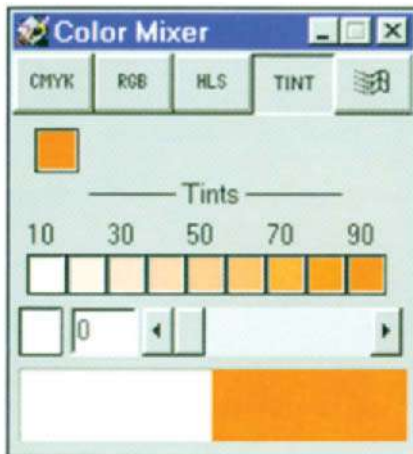 Color Mixer
CMYK RGB HLS TINT
Tints
10 30 50 70 90
0